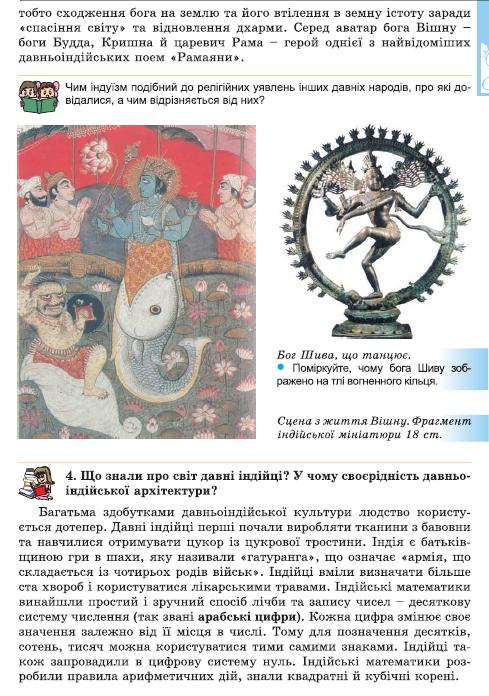 тобто сходження бога на землю та його втілення в земну істоту заради
«спасіння світу» та відновлення дхарми. Серед аватар бога Вішну –
боги Будда, Кришна й царевич Рама – герой однієї з найвідоміших
давньоіндійських поем «Рамаяни».
Чим індуїзм подібний до релігійних уявлень інших давніх народів, про які до-
відалися, а чим відрізняється від них?
Бог Шива, що танцює.
• Поміркуйте, чому бога Шиву зоб-
ражено на тлі вогненного кільця.
Сцена з життя Вішну. Фрагмент
індійської мініатюри 18 ст.
4. Що знали про світ давні індійці? У чому своєрідність давньо-
індійської архітектури?
Багатьма здобутками давньоіндійської культури людство користу-
ється дотепер. Давні індійці перші почали виробляти тканини з бавовни
та навчилися отримувати цукор із цукрової тростини. Індія є батьків-
щиною гри в шахи, яку називали «гатуранга», що означає «армія, що
складається із чотирьох родів військ». Індійці вміли визначати більше
ста хвороб і користуватися лікарськими травами. Індійські математики
винайшли простий і зручний спосіб лічби та запису чисел – десяткову
систему числення (так звані арабські цифри). Кожна цифра змінює своє
значення залежно від її місця в числі. Тому для позначення десятків,
сотень, тисяч можна користуватися тими самими знаками. Індійці та-
кож запровадили в цифрову систему нуль. Індійські математики роз-
робили правила арифметичних дій, знали квадратні й кубічні корені.